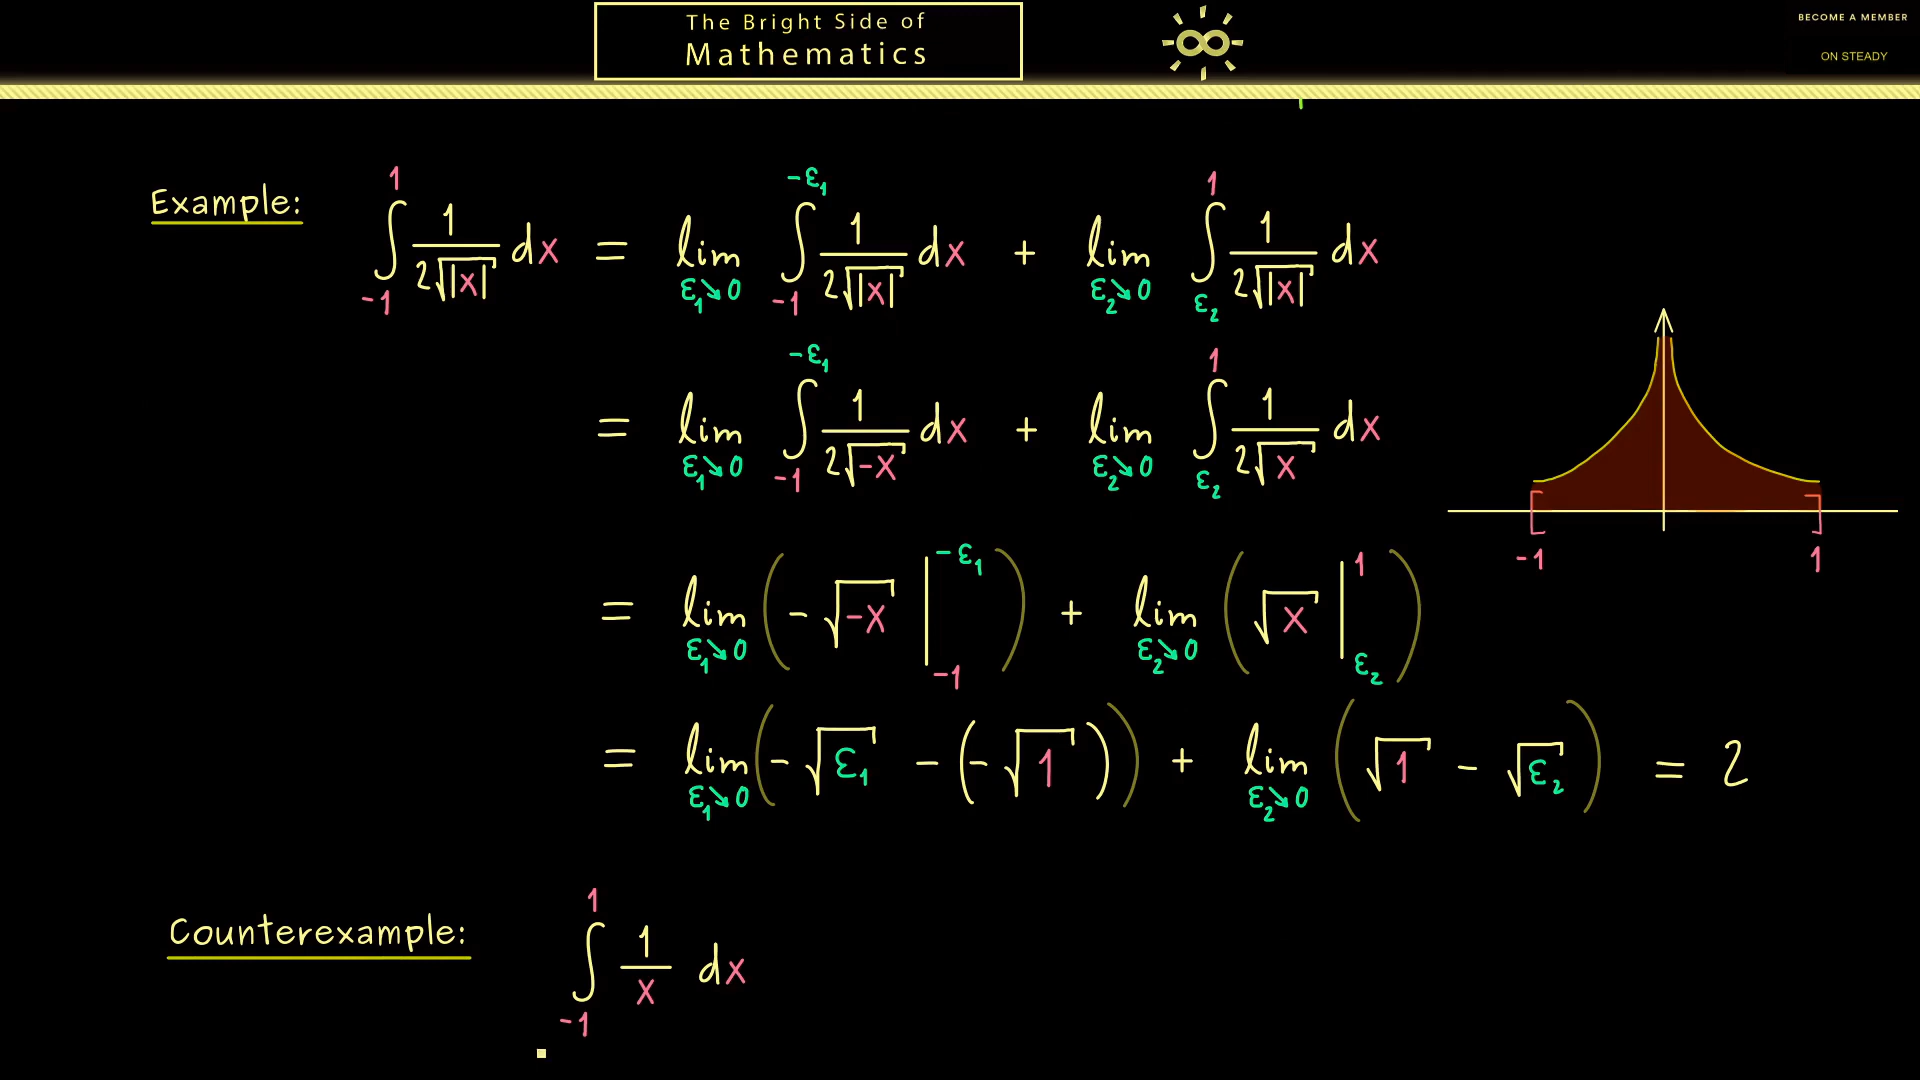 The Bright Side of
Mathematics
BECOME A MEMBER
ON STEADY
Example: ∫_{-1}^{1} 1/(2√|x|) dx = lim_{ε₁↘0} ∫_{-1}^{-ε₁} 1/(2√|x|) dx + lim_{ε₂↘0} ∫_{ε₂}^{1} 1/(2√|x|) dx
= lim_{ε₁↘0} ∫_{-1}^{-ε₁} 1/(2√(-x)) dx + lim_{ε₂↘0} ∫_{ε₂}^{1} 1/(2√x) dx
-1 1
= lim_{ε₁↘0} ( -√(-x) |_{-1}^{-ε₁} ) + lim_{ε₂↘0} ( √x |_{ε₂}^{1} )
= lim_{ε₁↘0} ( -√ε₁ - (-√1) ) + lim_{ε₂↘0} ( √1 - √ε₂ ) = 2
Counterexample: ∫_{-1}^{1} 1/x dx